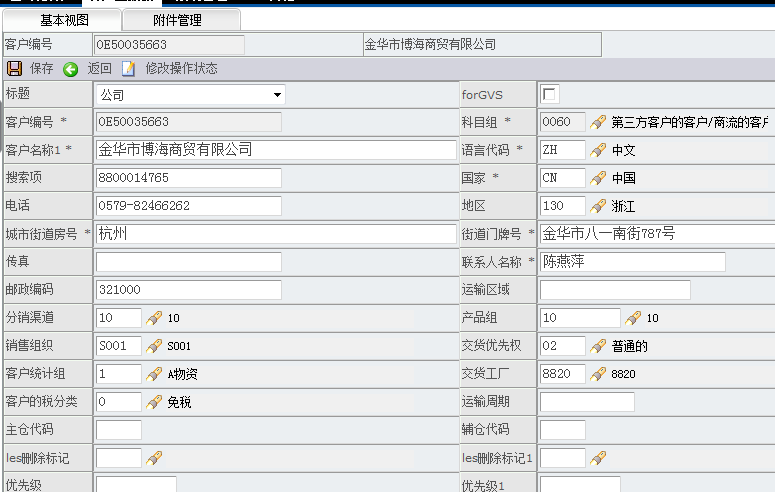 基本视图 附件管理
客户编号 0E50035663 金华市博海商贸有限公司
保存 返回 修改操作状态
标题 公司 forGVS
客户编号 * 0E50035663 科目组 * 0060 第三方客户的客户/商流的客户
客户名称1 * 金华市博海商贸有限公司 语言代码 * ZH 中文
搜索项 8800014765 国家 * CN 中国
电话 0579-82466262 地区 130 浙江
城市街道房号 * 杭州 街道门牌号 * 金华市八一南街787号
传真 联系人名称 * 陈燕萍
邮政编码 321000 运输区域
分销渠道 10 10 产品组 10 10
销售组织 S001 S001 交货优先权 02 普通的
客户统计组 1 A物资 交货工厂 8820 8820
客户的税分类 0 免税 运输周期
主仓代码 辅仓代码
les删除标记 les删除标记1
优先级 优先级1